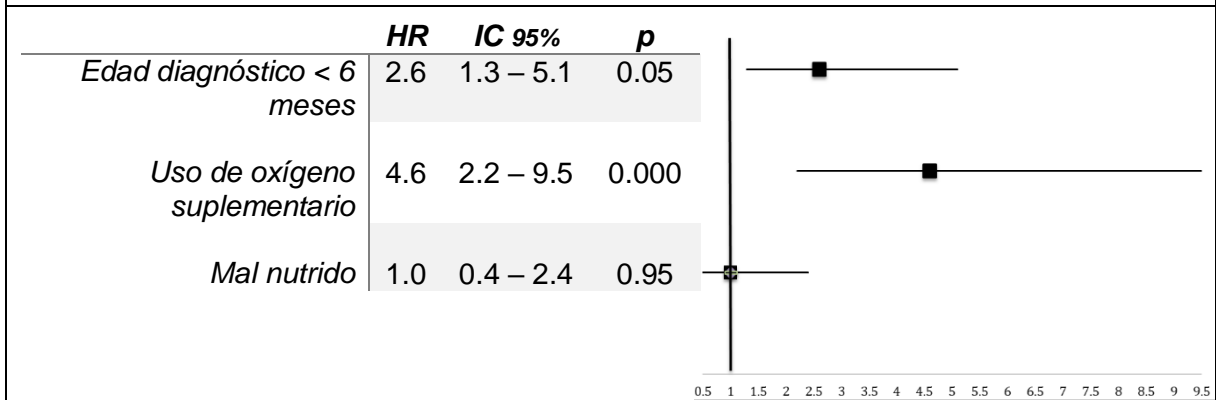 HR IC 95% p
Edad diagnóstico < 6 2.6 1.3 – 5.1 0.05
meses
Uso de oxígeno 4.6 2.2 – 9.5 0.000
suplementario
Mal nutrido 1.0 0.4 – 2.4 0.95
0.5 1 1.5 2 2.5 3 3.5 4 4.5 5 5.5 6 6.5 7 7.5 8 8.5 9 9.5